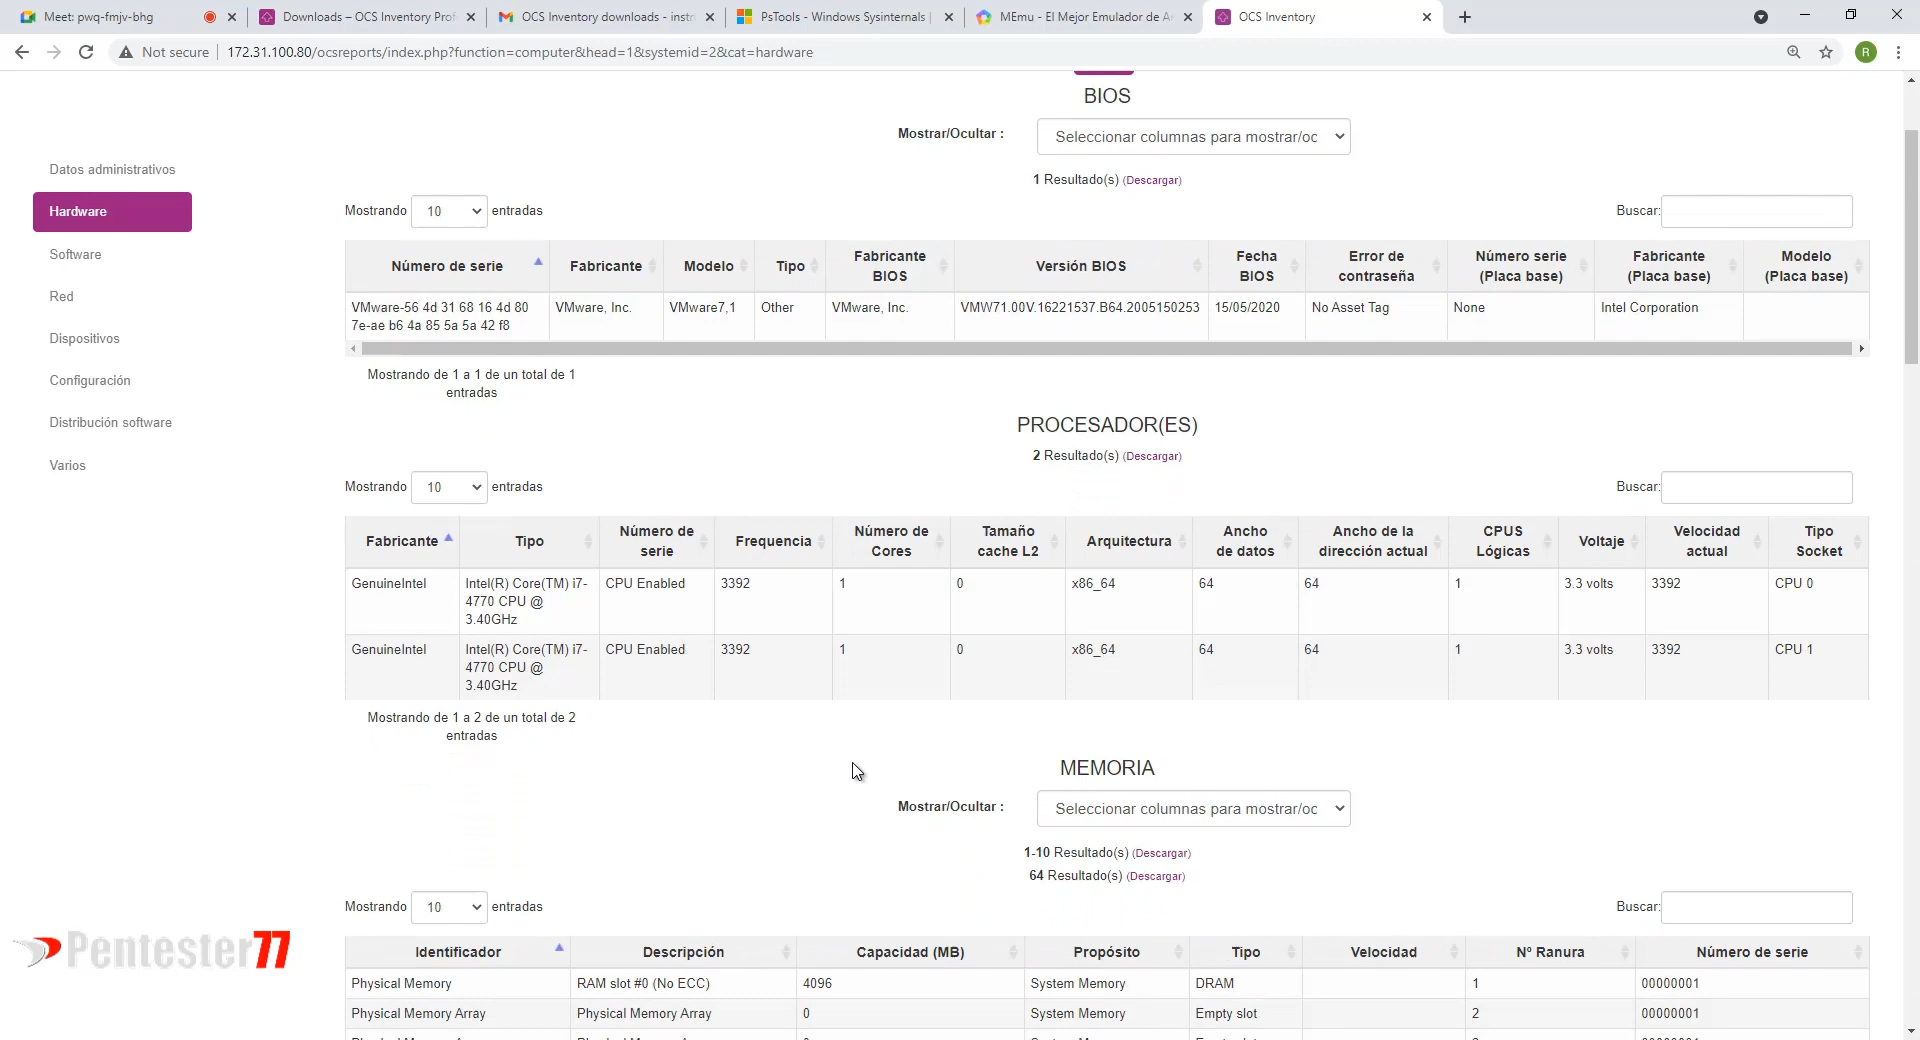 Meet: pwq-fmjv-bhg
Downloads – OCS Inventory Prof
OCS Inventory downloads - instr
PsTools - Windows Sysinternals |
MEmu - El Mejor Emulador de A
OCS Inventory
Not secure
172.31.100.80/ocsreports/index.php?function=computer&head=1&systemid=2&cat=hardware
R
Datos administrativos
Hardware
Software
Red
Dispositivos
Configuración
Distribución software
Varios
BIOS
Mostrar/Ocultar :
Seleccionar columnas para mostrar/oc
1 Resultado(s) (Descargar)
Mostrando 10 entradas
Buscar:
Número de serie Fabricante Modelo Tipo Fabricante BIOS Versión BIOS Fecha BIOS Error de contraseña Número serie (Placa base) Fabricante (Placa base) Modelo (Placa base)
VMware-56 4d 31 68 16 4d 80 7e-ae b6 4a 85 5a 5a 42 f8 VMware, Inc. VMware7,1 Other VMware, Inc. VMW71.00V.16221537.B64.2005150253 15/05/2020 No Asset Tag None Intel Corporation
Mostrando de 1 a 1 de un total de 1
entradas
PROCESADOR(ES)
2 Resultado(s) (Descargar)
Mostrando 10 entradas
Buscar:
Fabricante Tipo Número de serie Frequencia Número de Cores Tamaño cache L2 Arquitectura Ancho de datos Ancho de la dirección actual CPUS Lógicas Voltaje Velocidad actual Tipo Socket
GenuineIntel Intel(R) Core(TM) i7-4770 CPU @ 3.40GHz CPU Enabled 3392 1 0 x86_64 64 64 1 3.3 volts 3392 CPU 0
GenuineIntel Intel(R) Core(TM) i7-4770 CPU @ 3.40GHz CPU Enabled 3392 1 0 x86_64 64 64 1 3.3 volts 3392 CPU 1
Mostrando de 1 a 2 de un total de 2
entradas
MEMORIA
Mostrar/Ocultar :
Seleccionar columnas para mostrar/oc
1-10 Resultado(s) (Descargar)
64 Resultado(s) (Descargar)
Mostrando 10 entradas
Buscar:
Identificador Descripción Capacidad (MB) Propósito Tipo Velocidad Nº Ranura Número de serie
Physical Memory RAM slot #0 (No ECC) 4096 System Memory DRAM 1 00000001
Physical Memory Array Physical Memory Array 0 System Memory Empty slot 2 00000001
Pentester77